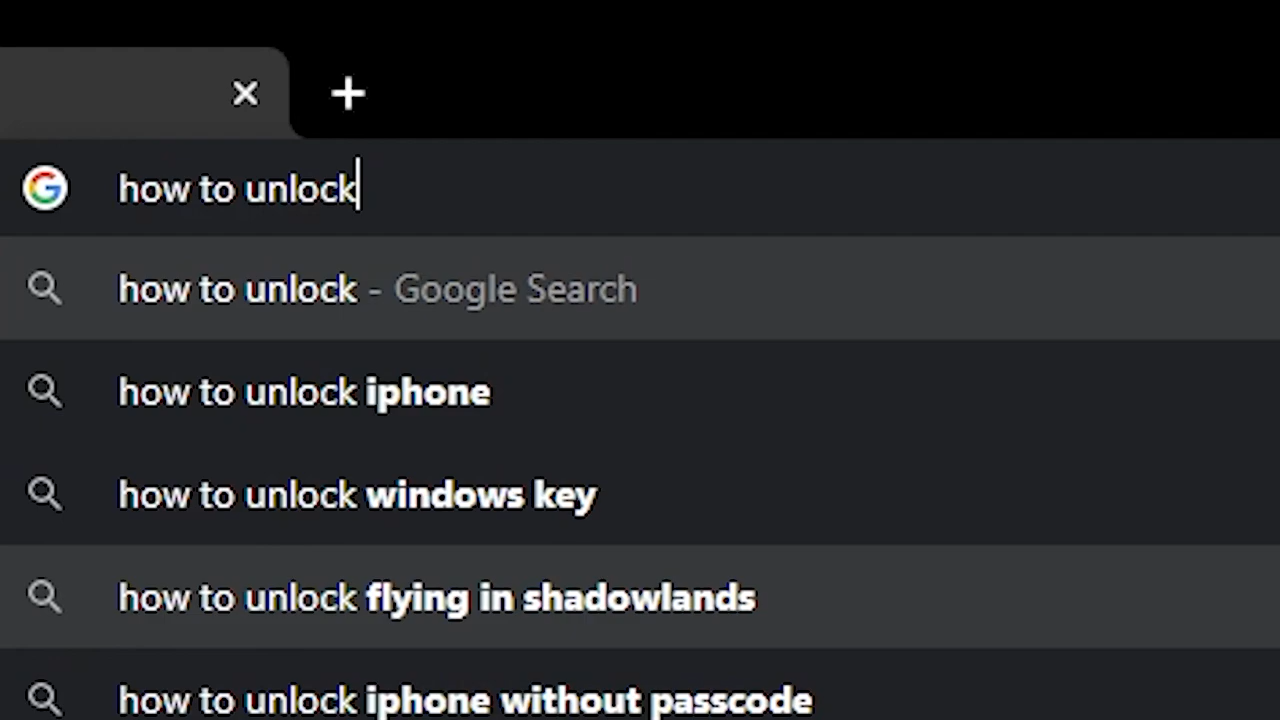 how to unlock
how to unlock - Google Search
how to unlock iphone
how to unlock windows key
how to unlock flying in shadowlands
how to unlock iphone without passcode